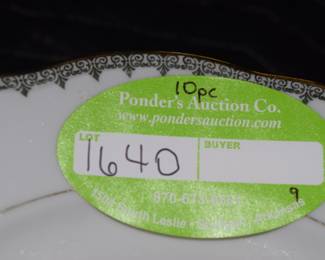 10pc
Ponder's Auction Co.
www.pondersauction.com
LOT
BUYER
1640
9